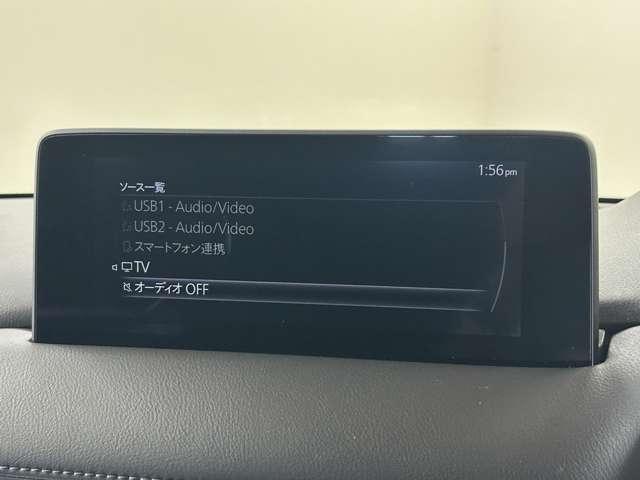 1:56pm
ソース一覧
USB1 - Audio/Video
USB2 - Audio/Video
スマートフォン連携
TV
オーディオ OFF